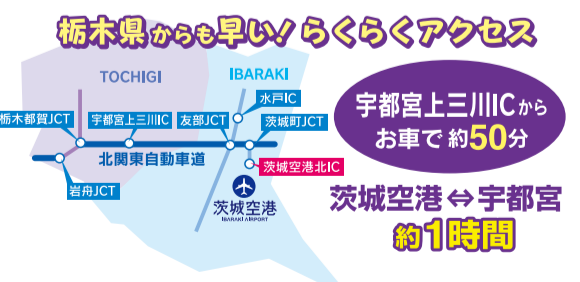 栃木県からも早い!らくらくアクセス
TOCHIGI
IBARAKI
水戸IC
栃木都賀JCT
宇都宮上三川IC
友部JCT
茨城町JCT
北関東自動車道
茨城空港北IC
岩舟JCT
茨城空港
IBARAKI AIRPORT
宇都宮上三川ICから
お車で約50分
茨城空港⇔宇都宮
約1時間